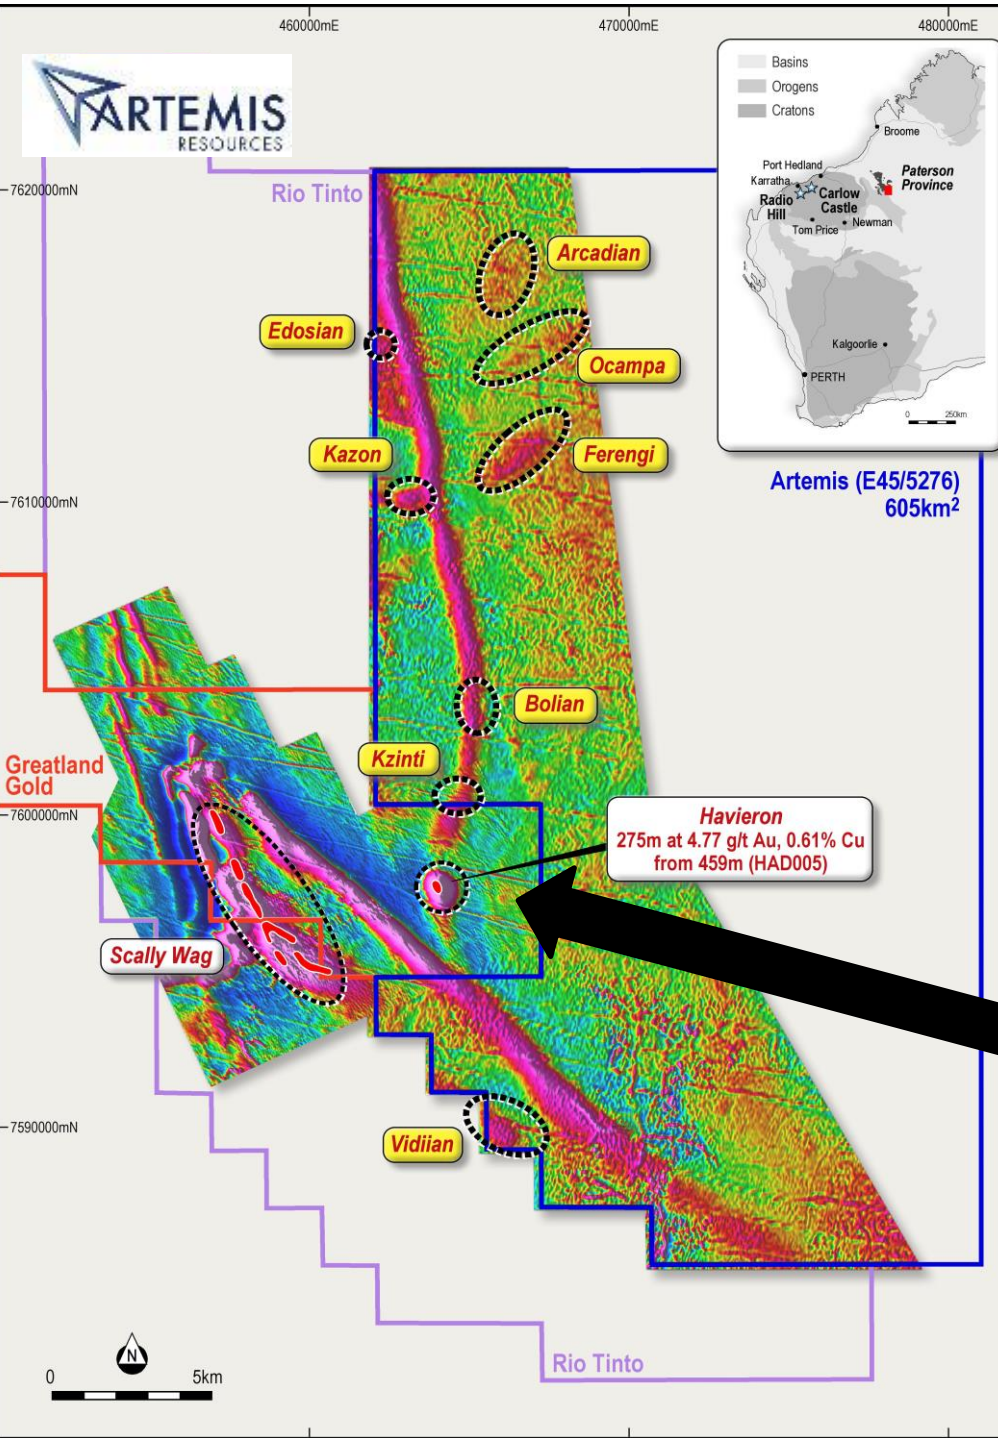 460000mE
470000mE
480000mE
ARTEMIS
RESOURCES
Basins
Orogens
Cratons
Broome
Port Hedland
Karratha
Paterson
Province
Radio
Hill
Carlow
Castle
Tom Price
Newman
Kalgoorlie
PERTH
0 250km
7620000mN
Rio Tinto
Arcadian
Edosian
Ocampa
Kazon
Ferengi
Artemis (E45/5276)
605km²
7610000mN
Bolian
Kzinti
Greatland
Gold
7600000mN
Havieron
275m at 4.77 g/t Au, 0.61% Cu
from 459m (HAD005)
Scally Wag
7590000mN
Vidiian
N
0 5km
Rio Tinto